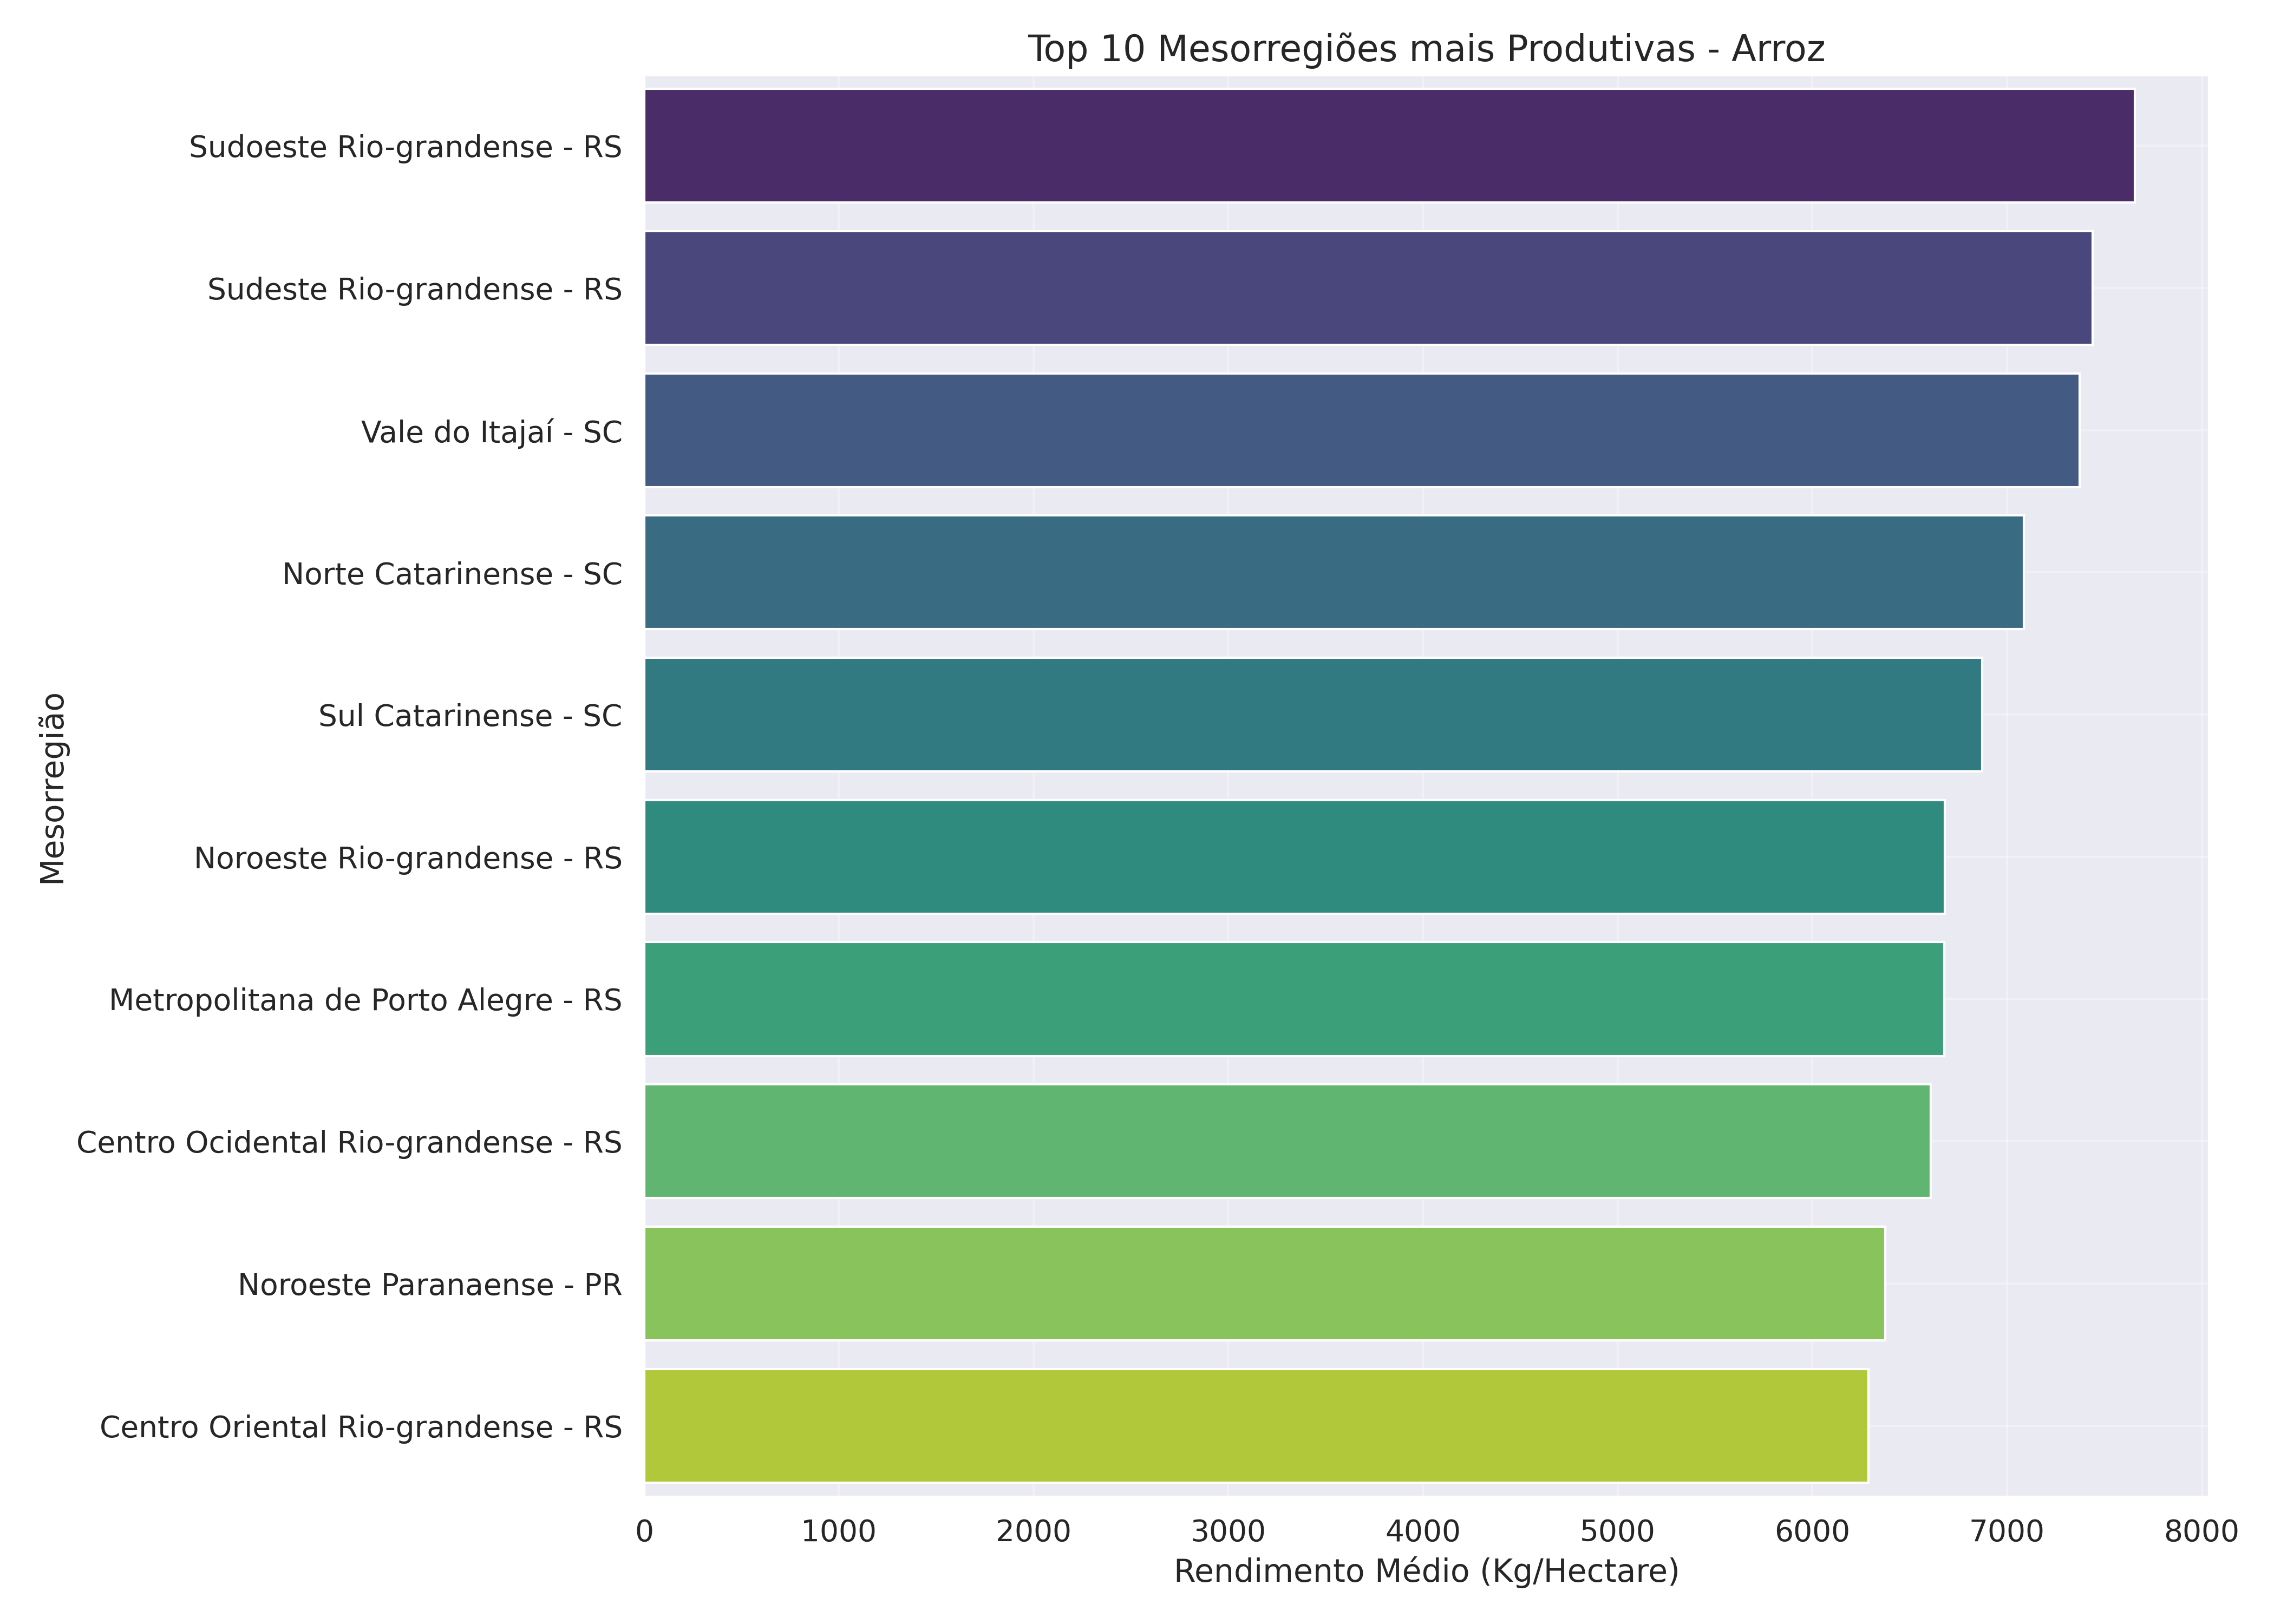 Top 10 Mesorregiões mais Produtivas - Arroz
Mesorregião
Sudoeste Rio-grandense - RS
Sudeste Rio-grandense - RS
Vale do Itajaí - SC
Norte Catarinense - SC
Sul Catarinense - SC
Noroeste Rio-grandense - RS
Metropolitana de Porto Alegre - RS
Centro Ocidental Rio-grandense - RS
Noroeste Paranaense - PR
Centro Oriental Rio-grandense - RS
0 1000 2000 3000 4000 5000 6000 7000 8000
Rendimento Médio (Kg/Hectare)